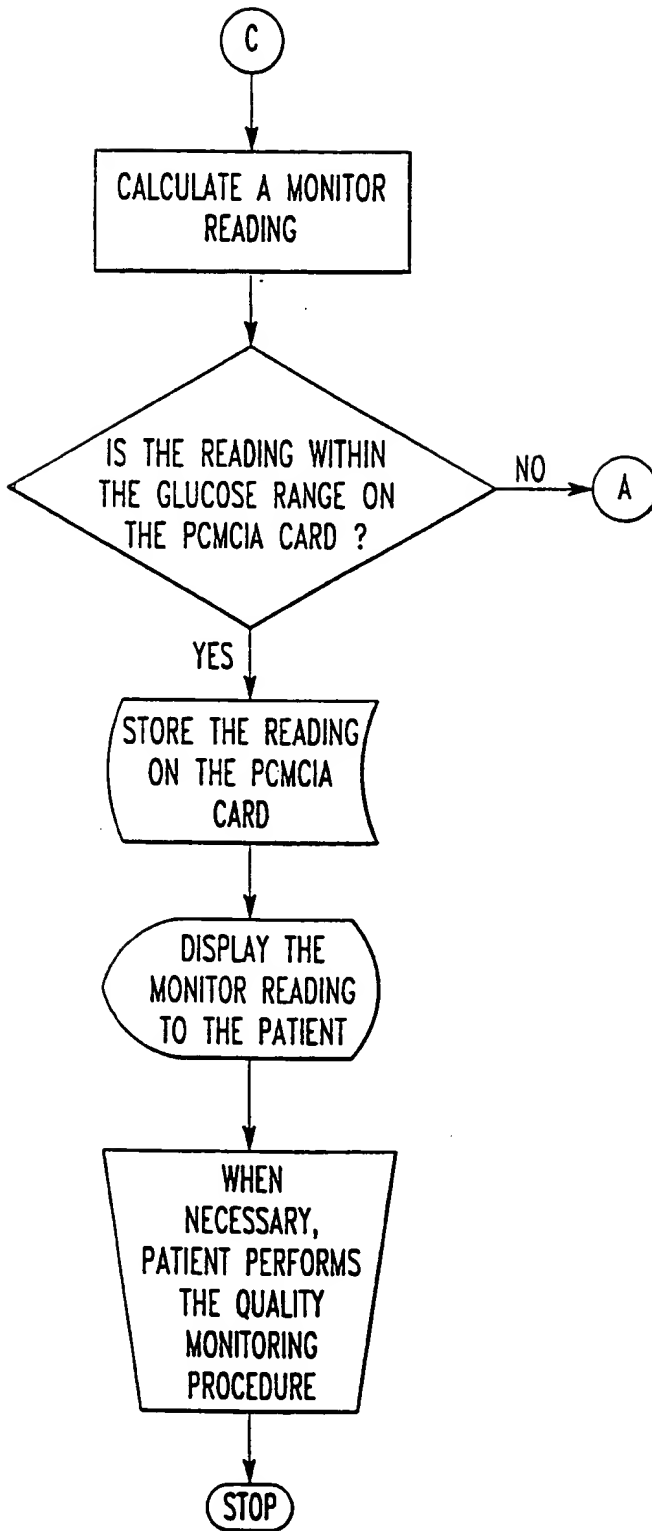 C
CALCULATE A MONITOR
READING
IS THE READING WITHIN
THE GLUCOSE RANGE ON
THE PCMCIA CARD ?
NO
A
YES
STORE THE READING
ON THE PCMCIA
CARD
DISPLAY THE
MONITOR READING
TO THE PATIENT
WHEN
NECESSARY,
PATIENT PERFORMS
THE QUALITY
MONITORING
PROCEDURE
STOP